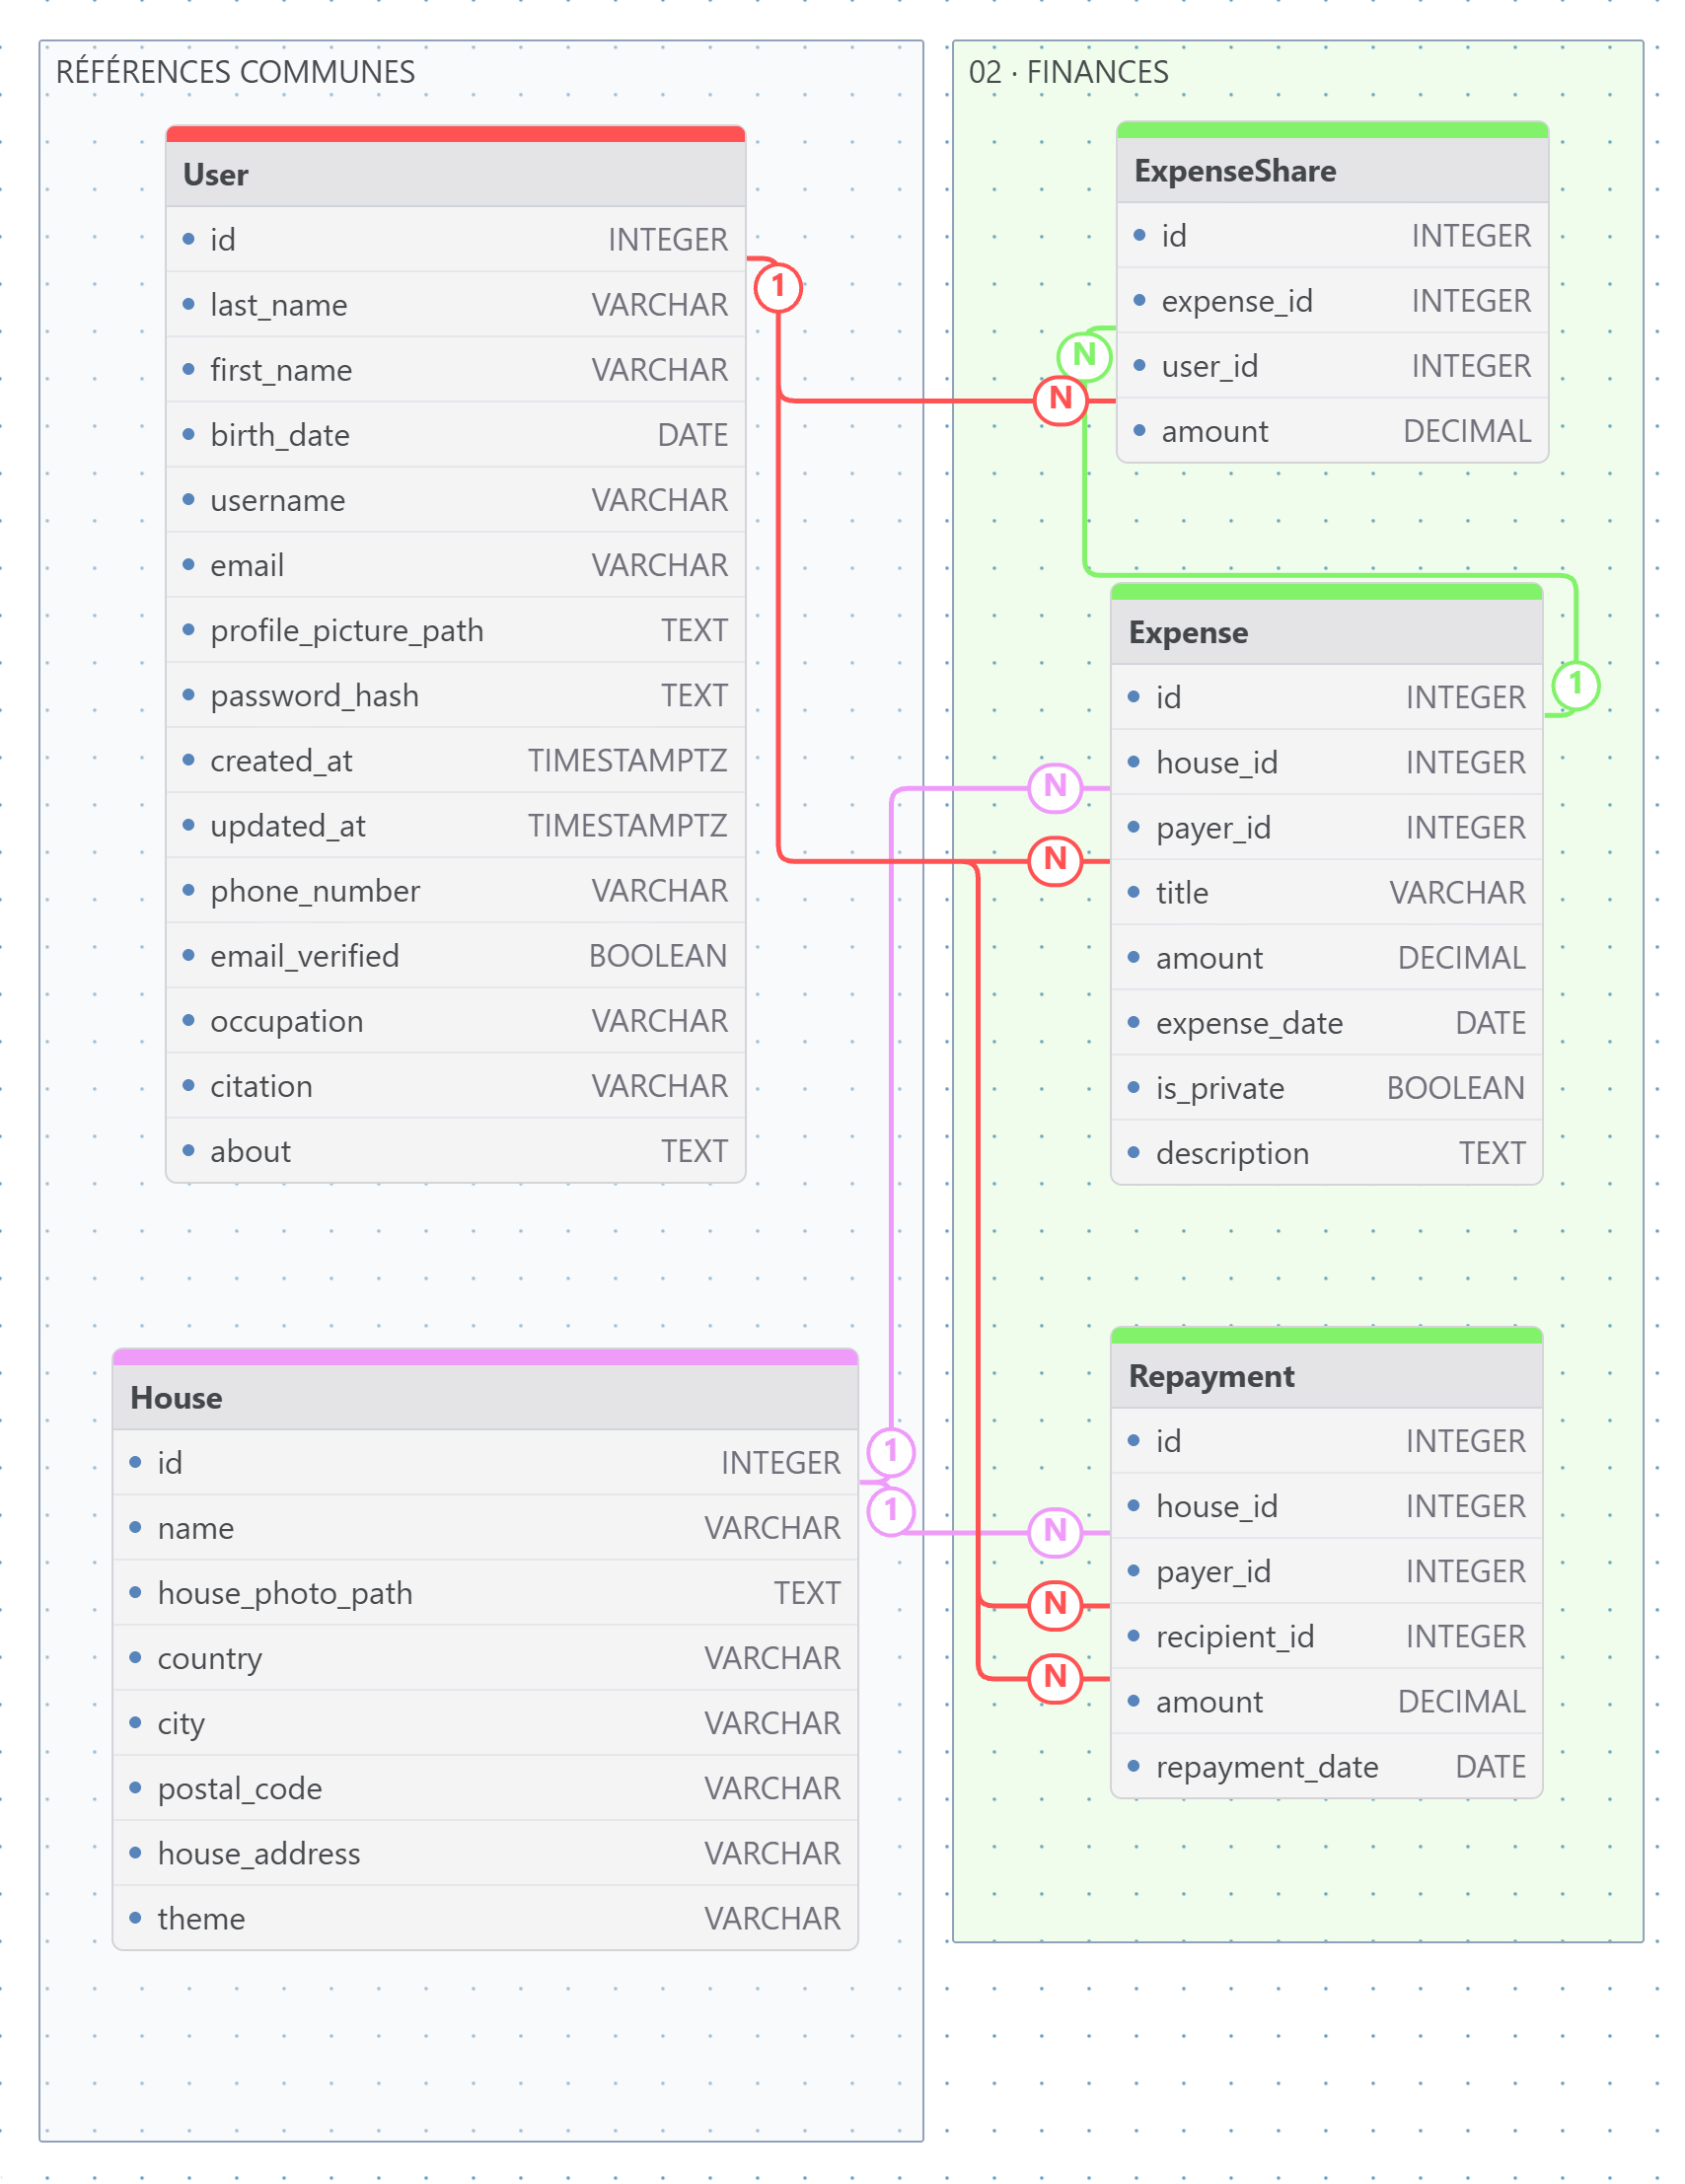 RÉFÉRENCES COMMUNES
User
id INTEGER
last_name VARCHAR
first_name VARCHAR
birth_date DATE
username VARCHAR
email VARCHAR
profile_picture_path TEXT
password_hash TEXT
created_at TIMESTAMPTZ
updated_at TIMESTAMPTZ
phone_number VARCHAR
email_verified BOOLEAN
occupation VARCHAR
citation VARCHAR
about TEXT
House
id INTEGER
name VARCHAR
house_photo_path TEXT
country VARCHAR
city VARCHAR
postal_code VARCHAR
house_address VARCHAR
theme VARCHAR
1
1
1
02 · FINANCES
ExpenseShare
id INTEGER
expense_id INTEGER
user_id INTEGER
amount DECIMAL
N
N
Expense
id INTEGER
house_id INTEGER
payer_id INTEGER
title VARCHAR
amount DECIMAL
expense_date DATE
is_private BOOLEAN
description TEXT
1
N
N
Repayment
id INTEGER
house_id INTEGER
payer_id INTEGER
recipient_id INTEGER
amount DECIMAL
repayment_date DATE
N
N
N